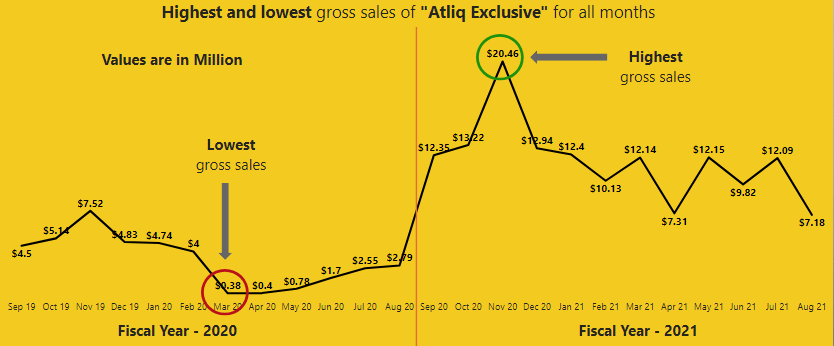 Highest and lowest gross sales of "Atliq Exclusive" for all months
Values are in Million
Highest
gross sales
Lowest
gross sales
$4.5
$5.14
$7.52
$4.83
$4.74
$4
$0.38
$0.4
$0.78
$1.7
$2.55
$2.79
$12.35
$13.22
$20.46
$12.94
$12.4
$10.13
$12.14
$7.31
$12.15
$9.82
$12.09
$7.18
Sep 19 Oct 19 Nov 19 Dec 19 Jan 20 Feb 20 Mar 20 Apr 20 May 20 Jun 20 Jul 20 Aug 20 Sep 20 Oct 20 Nov 20 Dec 20 Jan 21 Feb 21 Mar 21 Apr 21 May 21 Jun 21 Jul 21 Aug 21
Fiscal Year - 2020
Fiscal Year - 2021